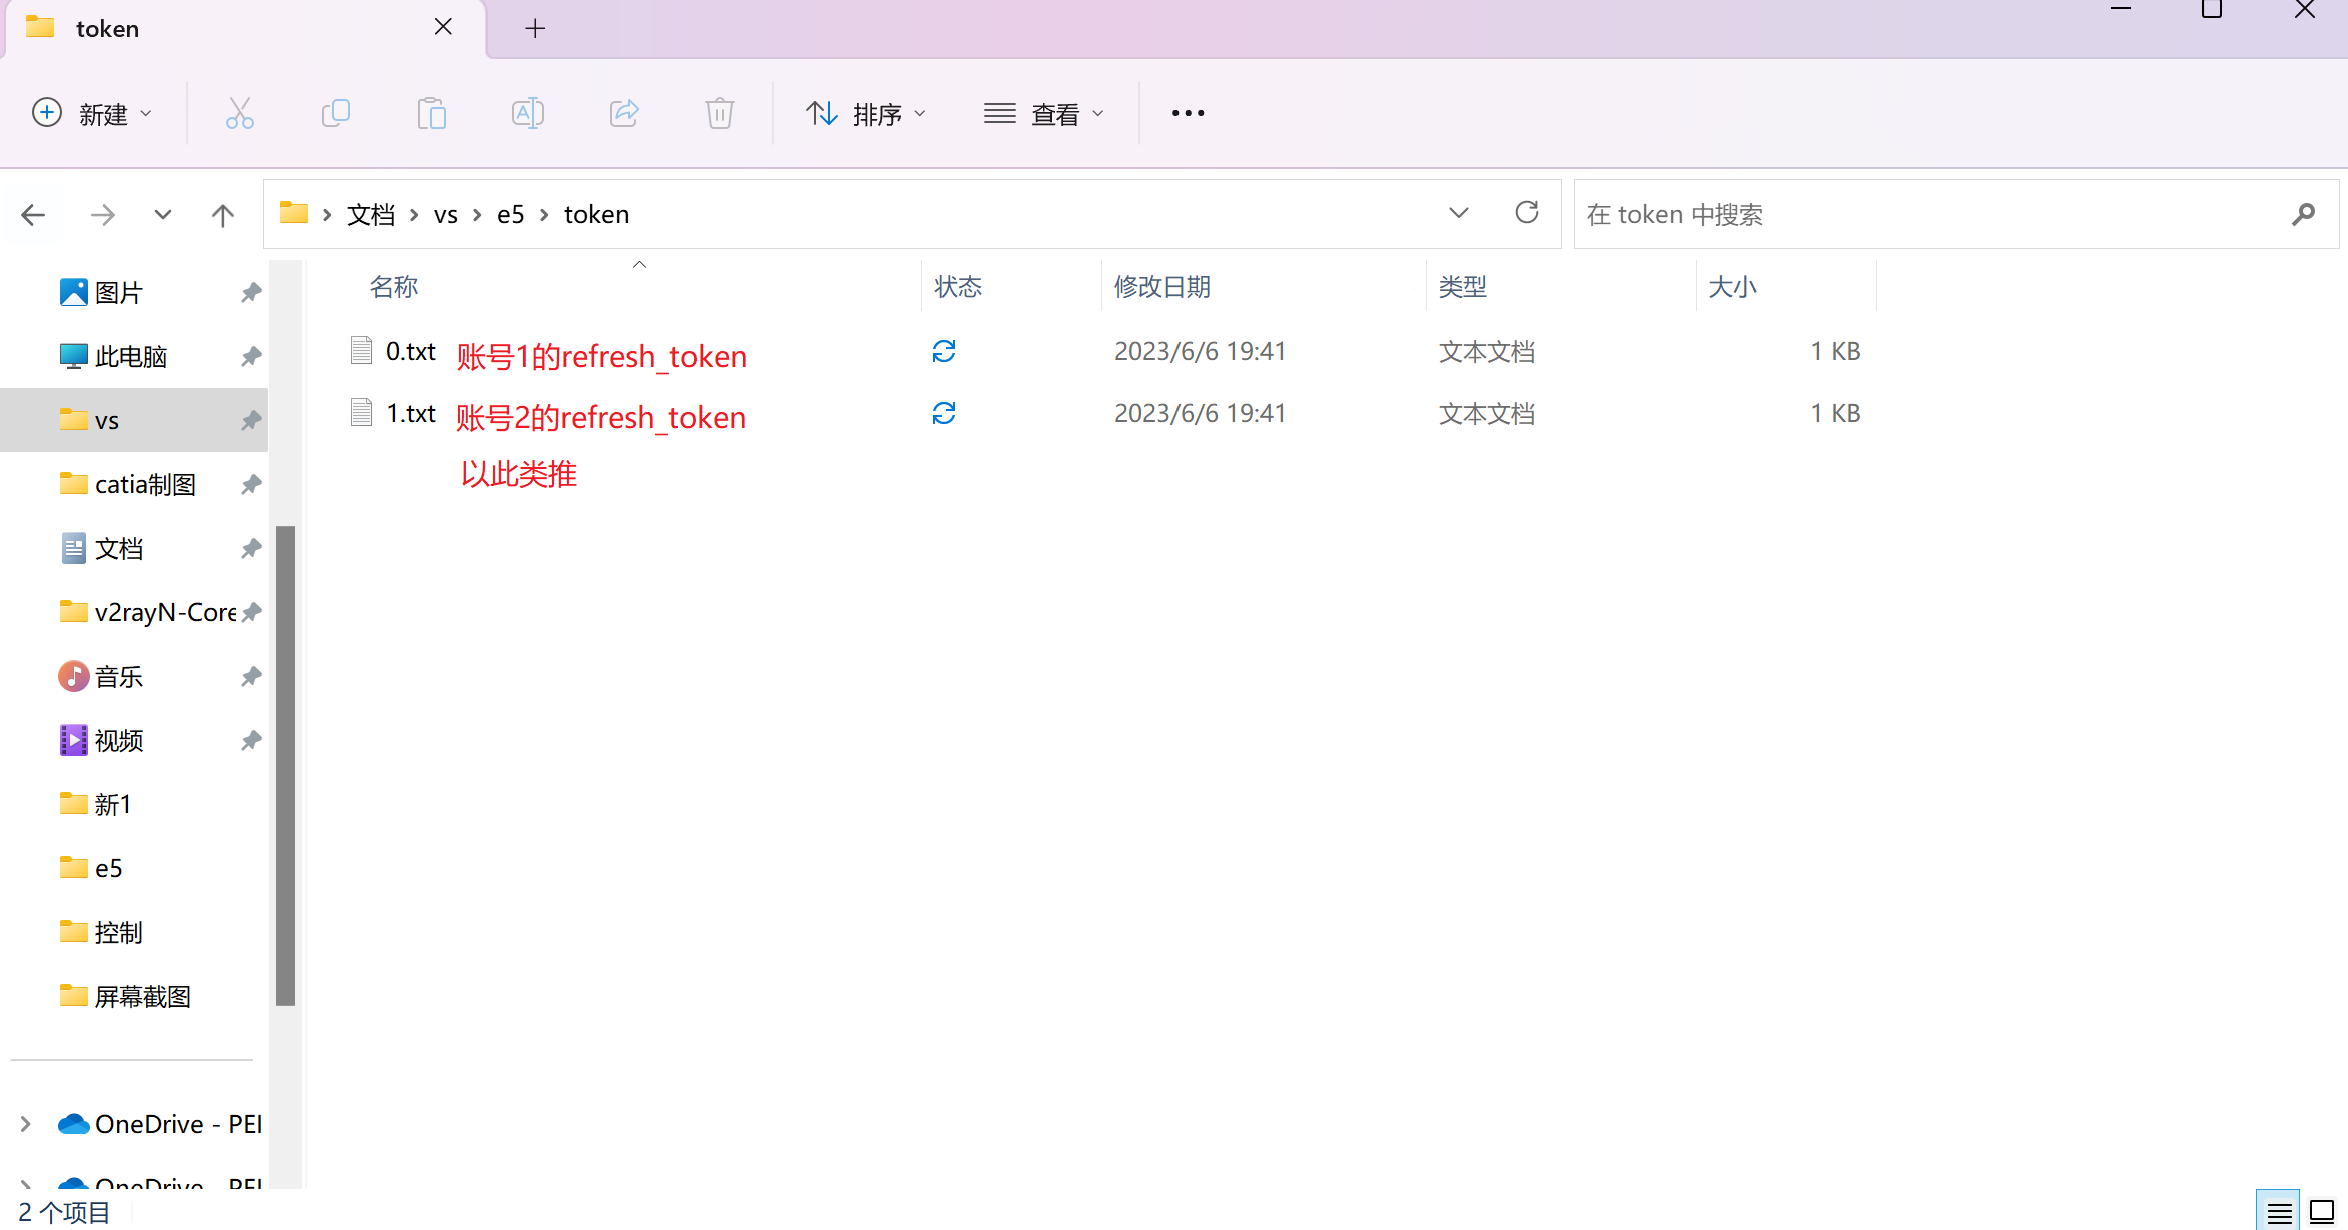 token
新建
排序
查看
文档 vs e5 token
在 token 中搜索
名称 状态 修改日期 类型 大小
0.txt 账号1的refresh_token 2023/6/6 19:41 文本文档 1 KB
1.txt 账号2的refresh_token 2023/6/6 19:41 文本文档 1 KB
以此类推
图片
此电脑
vs
catia制图
文档
v2rayN-Core
音乐
视频
新1
e5
控制
屏幕截图
OneDrive - PEI
OneDrive - PEI
2 个项目